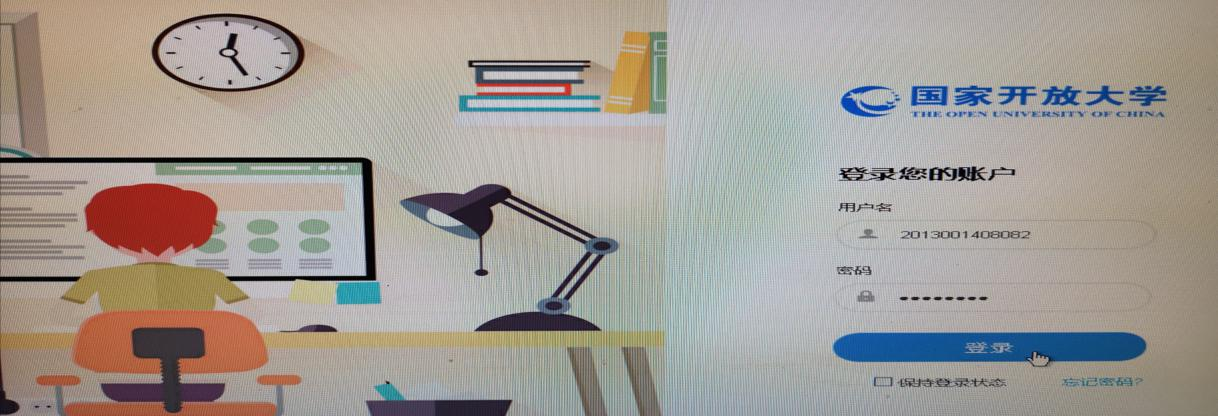 国家开放大学
THE OPEN UNIVERSITY OF CHINA
登录您的账户
用户名
2013001408082
密码
••••••••
登录
保持登录状态 忘记密码?